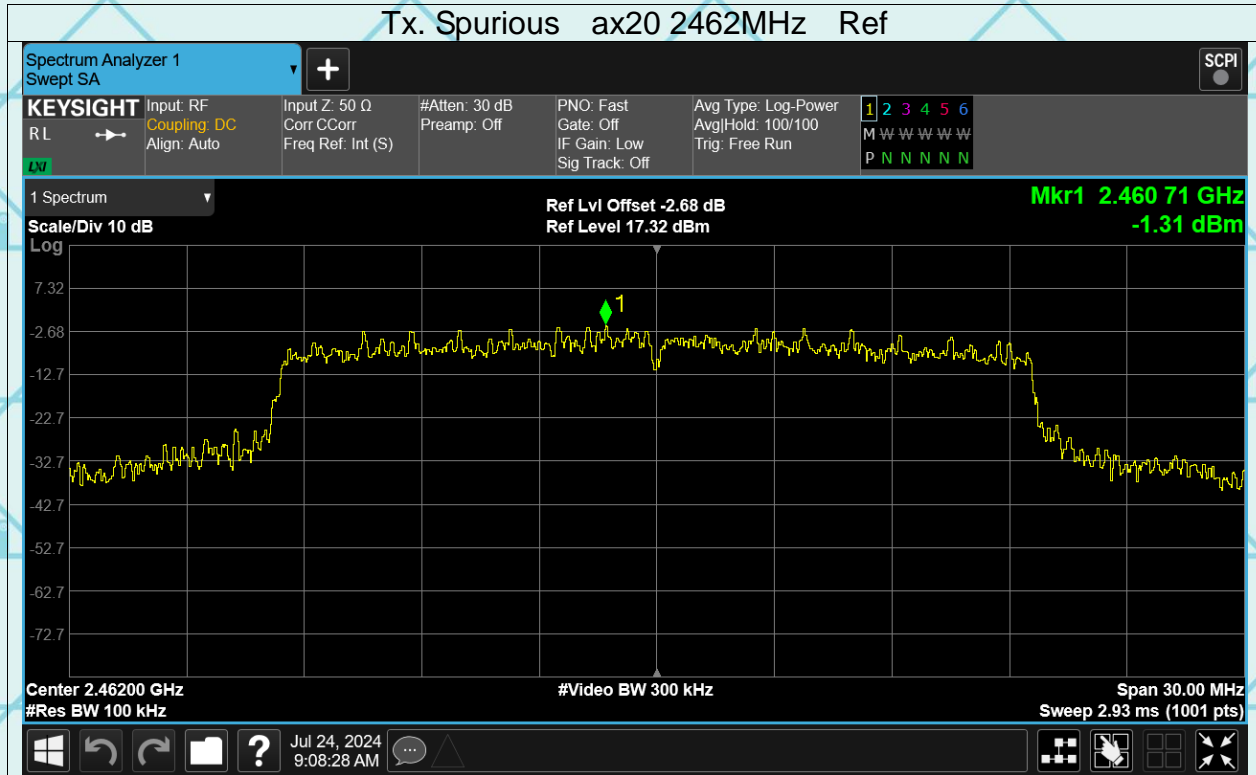 Tx. Spurious ax20 2462MHz Ref
Spectrum Analyzer 1
Swept SA
▼
+
SCPI
KEYSIGHT
RL
LXI
Input: RF
Coupling: DC
Align: Auto
Input Z: 50 Ω
Corr CCorr
Freq Ref: Int (S)
#Atten: 30 dB
Preamp: Off
PNO: Fast
Gate: Off
IF Gain: Low
Sig Track: Off
Avg Type: Log-Power
Avg|Hold: 100/100
Trig: Free Run
1 2 3 4 5 6
M W W W W W
P N N N N N
1 Spectrum ▼
Scale/Div 10 dB
Ref Lvl Offset -2.68 dB
Ref Level 17.32 dBm
Mkr1 2.460 71 GHz
-1.31 dBm
Log
7.32
-2.68
-12.7
-22.7
-32.7
-42.7
-52.7
-62.7
-72.7
1
Center 2.46200 GHz
#Res BW 100 kHz
#Video BW 300 kHz
Span 30.00 MHz
Sweep 2.93 ms (1001 pts)
?
Jul 24, 2024
9:08:28 AM